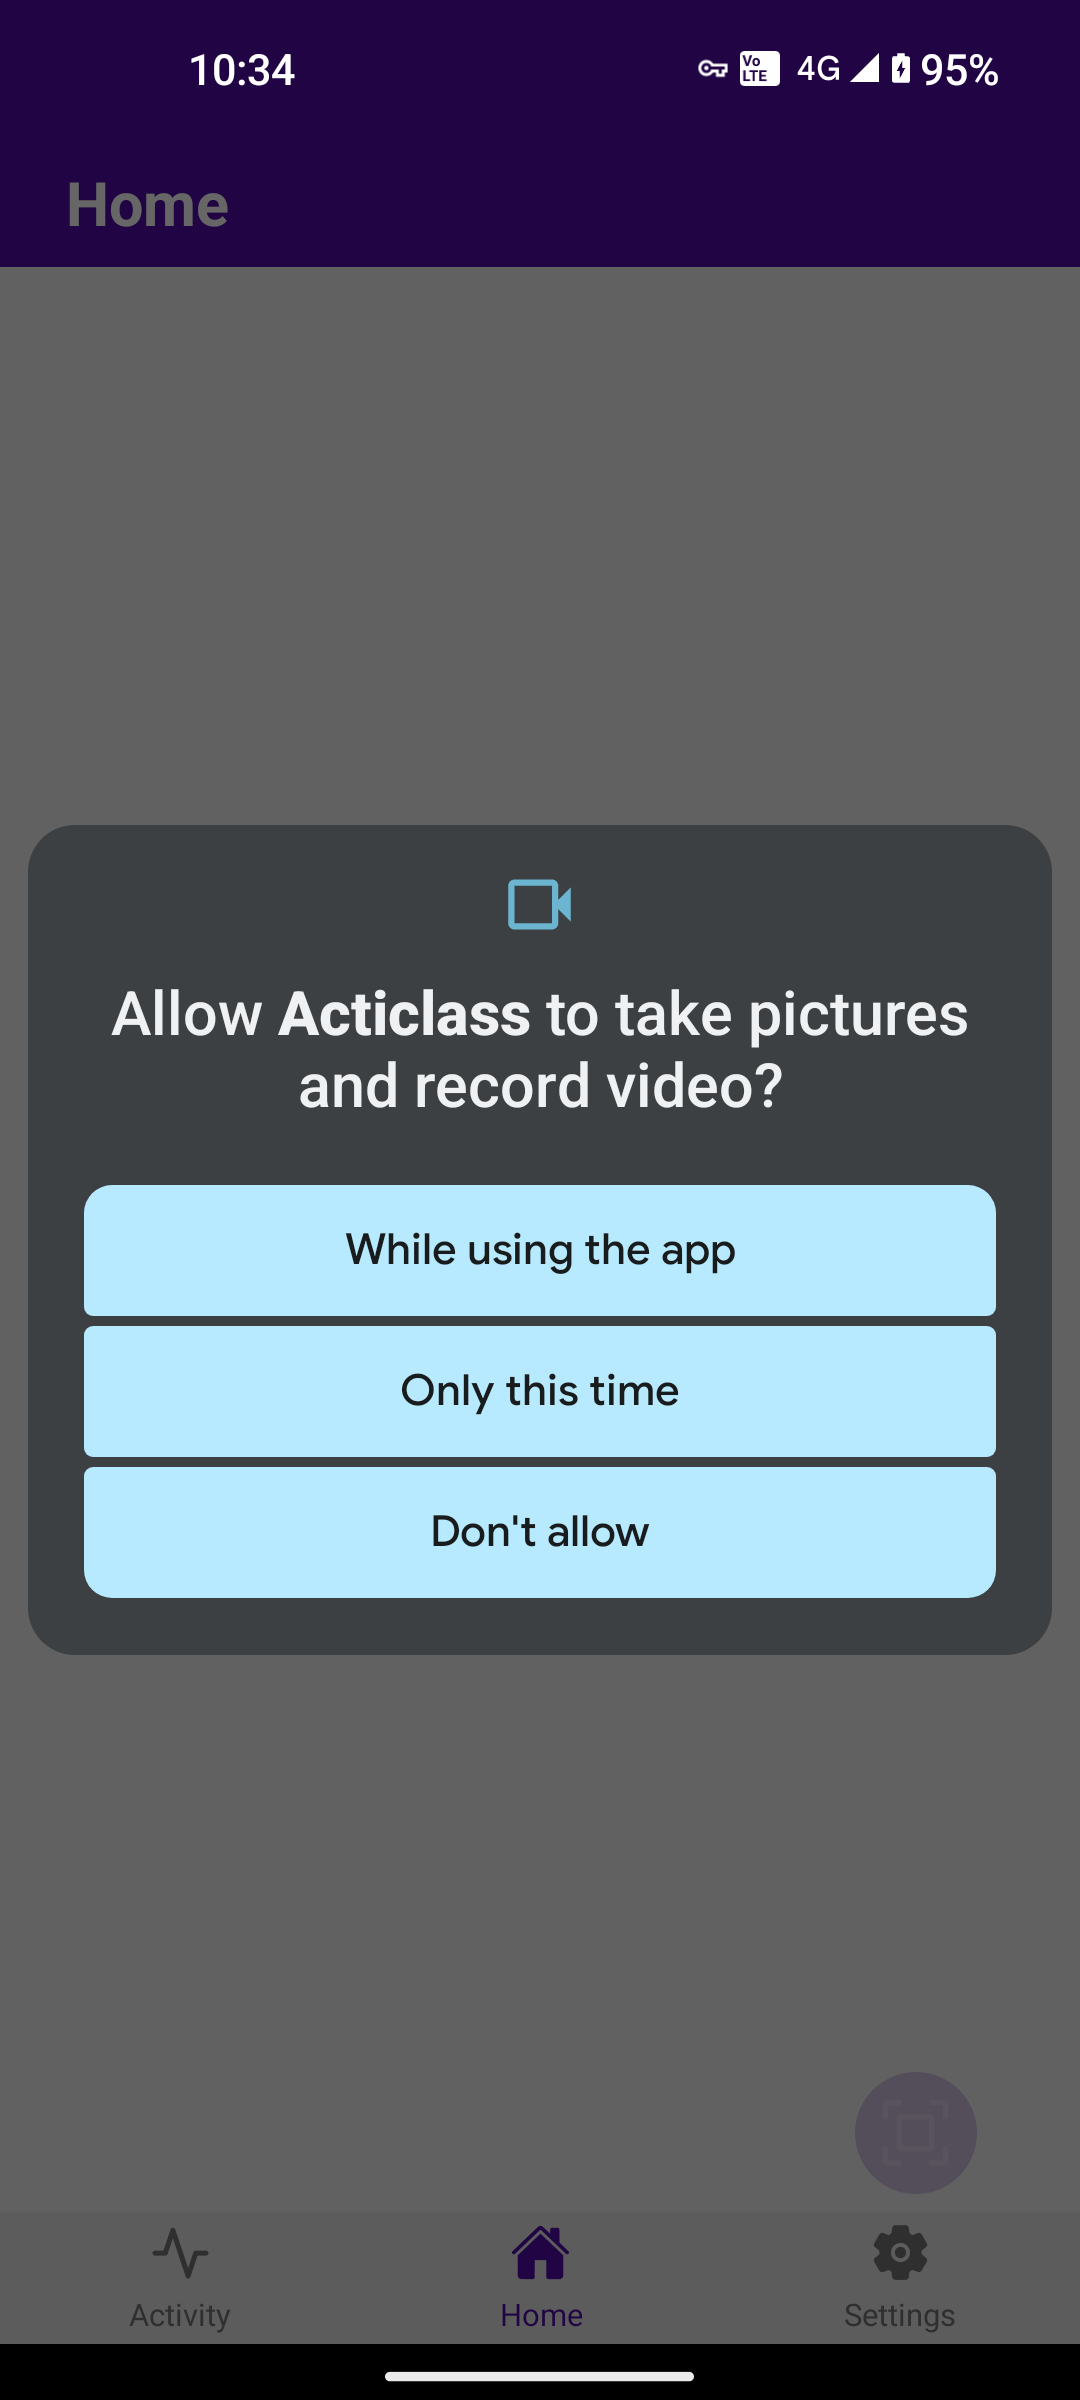 10:34
Vo
LTE
4G
95%
Home
Allow Acticlass to take pictures
and record video?
While using the app
Only this time
Don't allow
Activity
Home
Settings